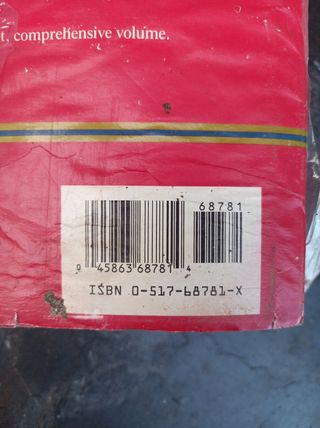 t, comprehensive volume.
68781
0 45863 68781 4
ISBN 0-517-68781-X